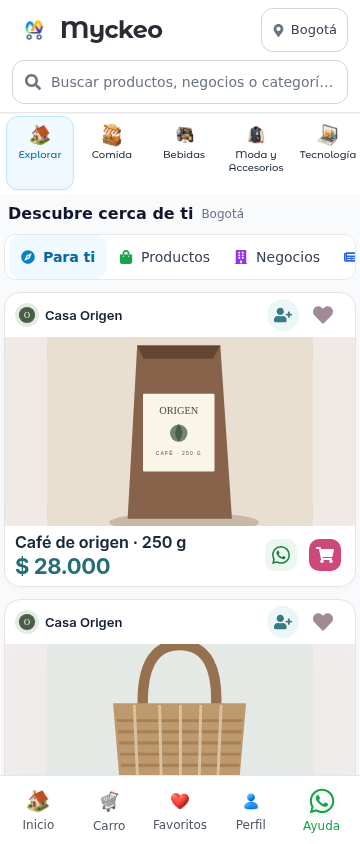 Myckeo
Bogotá
Buscar productos, negocios o categorí...
Explorar
Comida
Bebidas
Moda y
Accesorios
Tecnología
Descubre cerca de ti Bogotá
Para ti
Productos
Negocios
Casa Origen
ORIGEN
CAFÉ · 250 G
Café de origen · 250 g
$ 28.000
Casa Origen
Inicio
Carro
Favoritos
Perfil
Ayuda